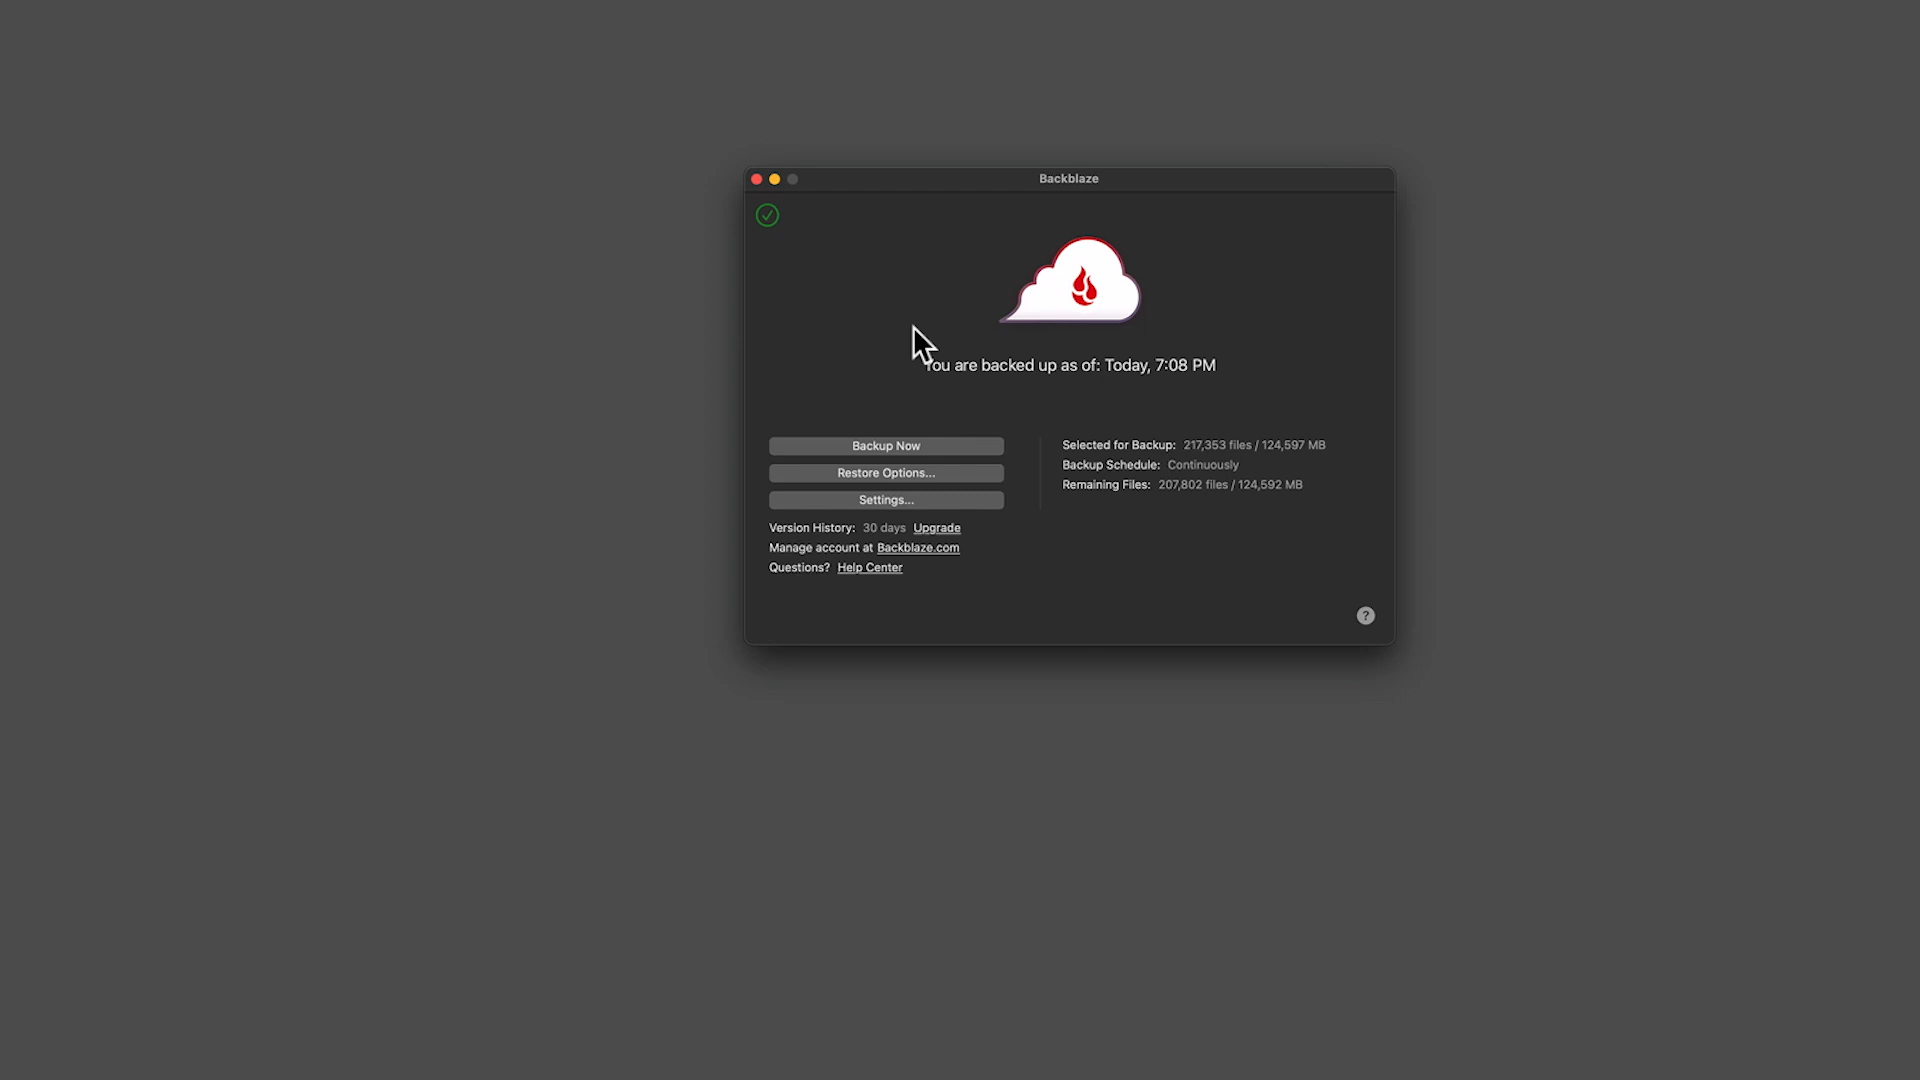 Backblaze
You are backed up as of: Today, 7:08 PM
Backup Now
Restore Options...
Settings...
Version History: 30 days Upgrade
Manage account at Backblaze.com
Questions? Help Center
Selected for Backup: 217,353 files / 124,597 MB
Backup Schedule: Continuously
Remaining Files: 207,802 files / 124,592 MB
?